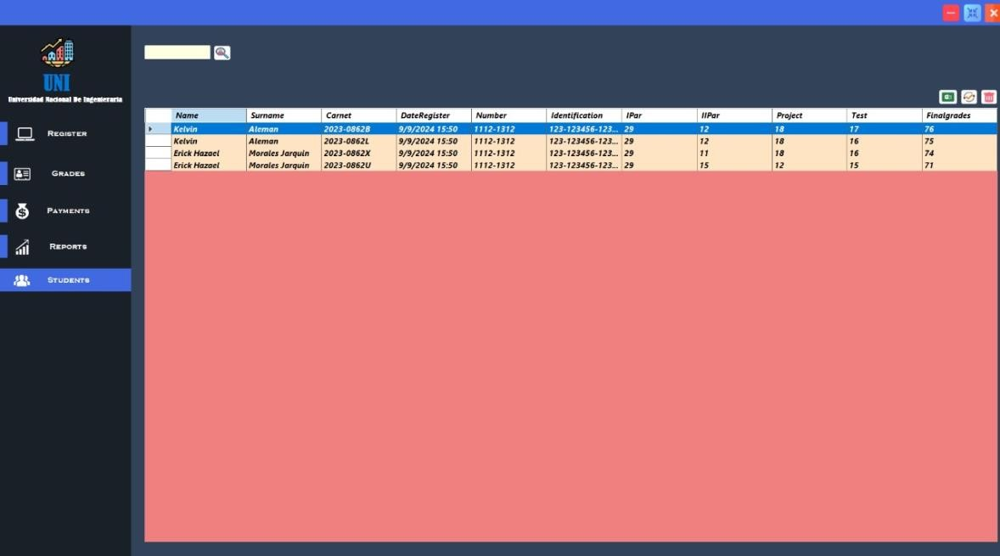 UNI
Universidad Nacional De Ingenieraria
Register
Grades
Payments
Reports
Students
Name Surname Carnet DateRegister Number Identification IPar IIPar Project Test Finalgrades
Kelvin Aleman 2023-0862B 9/9/2024 15:50 1112-1312 123-123456-123... 29 12 18 17 76
Kelvin Aleman 2023-0862L 9/9/2024 15:50 1112-1312 123-123456-123... 29 12 18 16 75
Erick Hazael Morales Jarquin 2023-0862X 9/9/2024 15:50 1112-1312 123-123456-123... 29 11 18 16 74
Erick Hazael Morales Jarquin 2023-0862U 9/9/2024 15:50 1112-1312 123-123456-123... 29 15 12 15 71